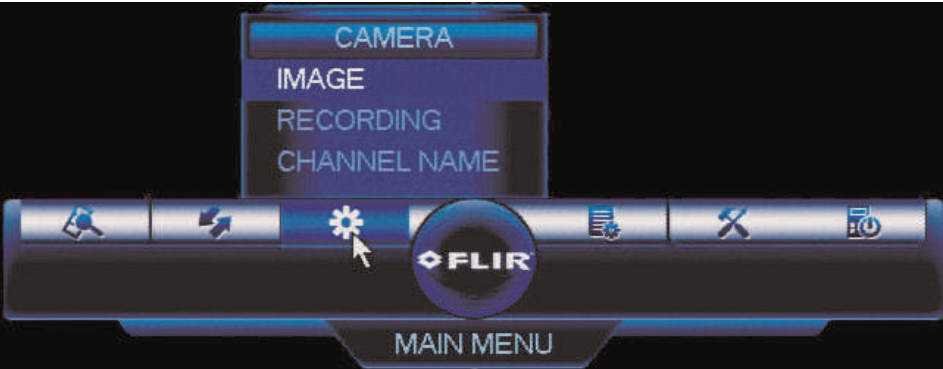 CAMERA
IMAGE
RECORDING
CHANNEL NAME
FLIR
MAIN MENU